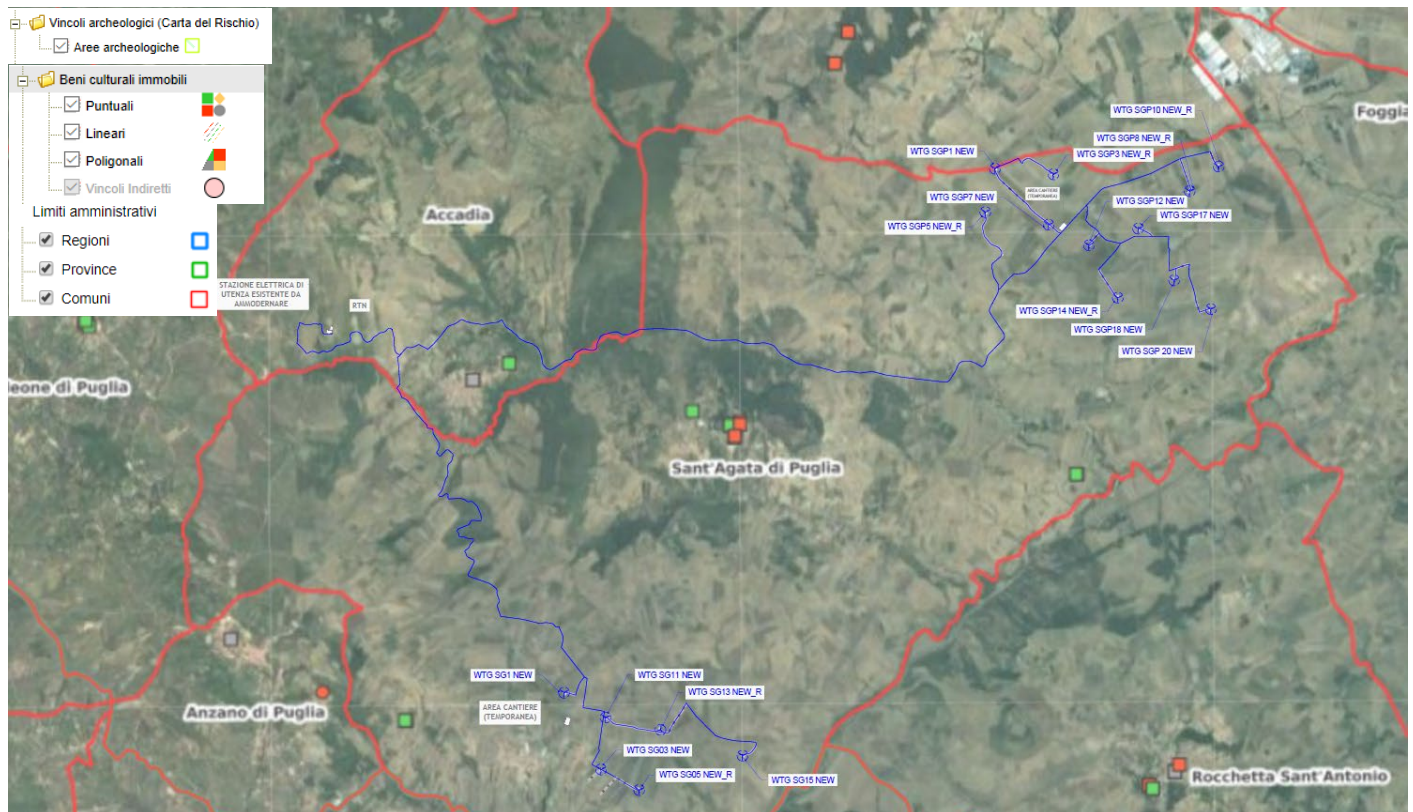 Vincoli archeologici (Carta del Rischio)
Aree archeologiche
Beni culturali immobili
Puntuali
Lineari
Poligonali
Vincoli Indiretti
Limiti amministrativi
Regioni
Province
Comuni
STAZIONE ELETTRICA DI
UTENZA ESISTENTE DA
AMMODERNARE
RTN
Accadia
Foggia
WTG SGP10 NEW_R
WTG SGP8 NEW_R
WTG SGP1 NEW
WTG SGP3 NEW_R
AREA CANTIERE
(TEMPORANEA)
WTG SGP7 NEW
WTG SGP12 NEW
WTG SGP17 NEW
WTG SGP5 NEW_R
WTG SGP14 NEW_R
WTG SGP18 NEW
WTG SGP 20 NEW
eone di Puglia
Sant'Agata di Puglia
WTG SG1 NEW
WTG SG11 NEW
WTG SG13 NEW_R
AREA CANTIERE
(TEMPORANEA)
Anzano di Puglia
WTG SG03 NEW
WTG SG05 NEW_R
WTG SG15 NEW
Rocchetta Sant'Antonio